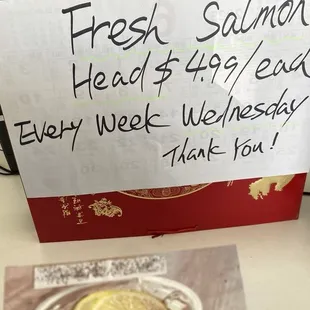 Fresh Salmon
Head $4.99/each
Every Week Wednesday
Thank You!